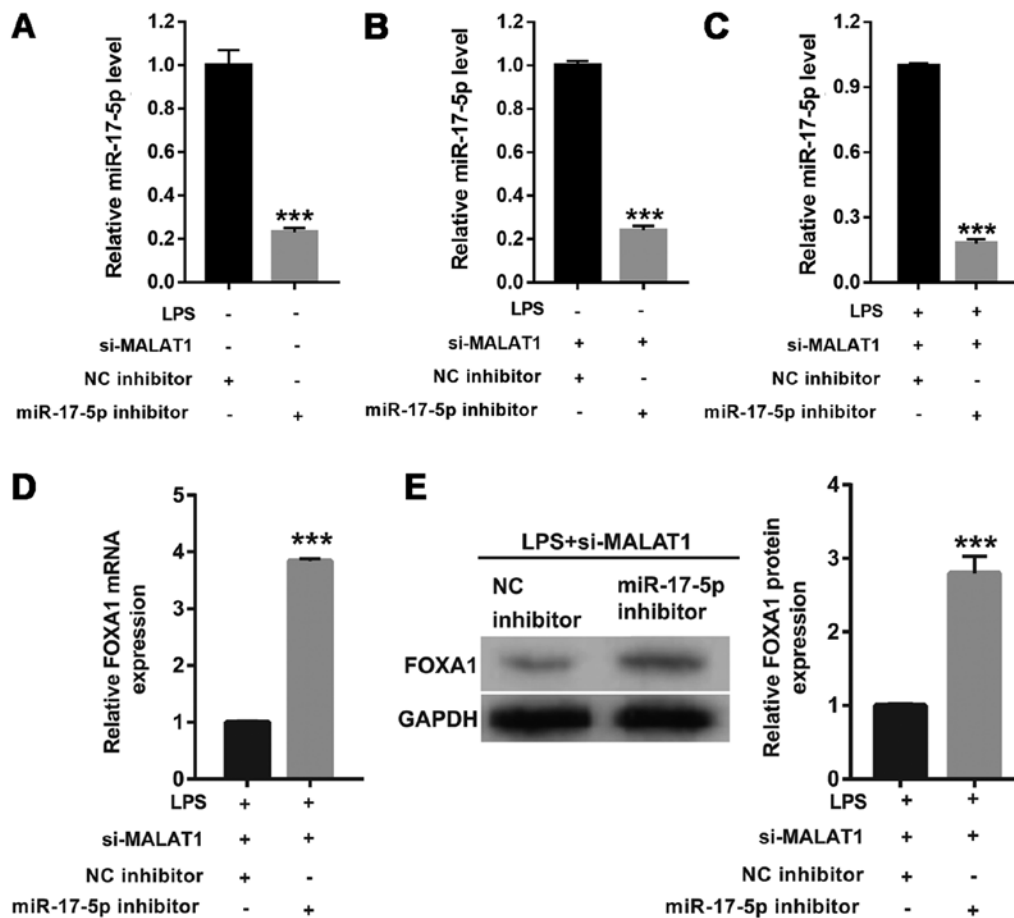 A
Relative miR-17-5p level
1.2
1.0
0.8
0.6
0.4
0.2
0.0
***
LPS - -
si-MALAT1 - -
NC inhibitor + -
miR-17-5p inhibitor - +
B
Relative miR-17-5p level
1.2
1.0
0.8
0.6
0.4
0.2
0.0
***
LPS - -
si-MALAT1 + +
NC inhibitor + -
miR-17-5p inhibitor - +
C
Relative miR-17-5p level
1.2
0.9
0.6
0.3
0.0
***
LPS + +
si-MALAT1 + +
NC inhibitor + -
miR-17-5p inhibitor - +
D
Relative FOXA1 mRNA
expression
5
4
3
2
1
0
***
LPS + +
si-MALAT1 + +
NC inhibitor + -
miR-17-5p inhibitor - +
E
LPS+si-MALAT1
NC
inhibitor
miR-17-5p
inhibitor
FOXA1
GAPDH
Relative FOXA1 protein
expression
4
3
2
1
0
***
LPS + +
si-MALAT1 + +
NC inhibitor + -
miR-17-5p inhibitor - +